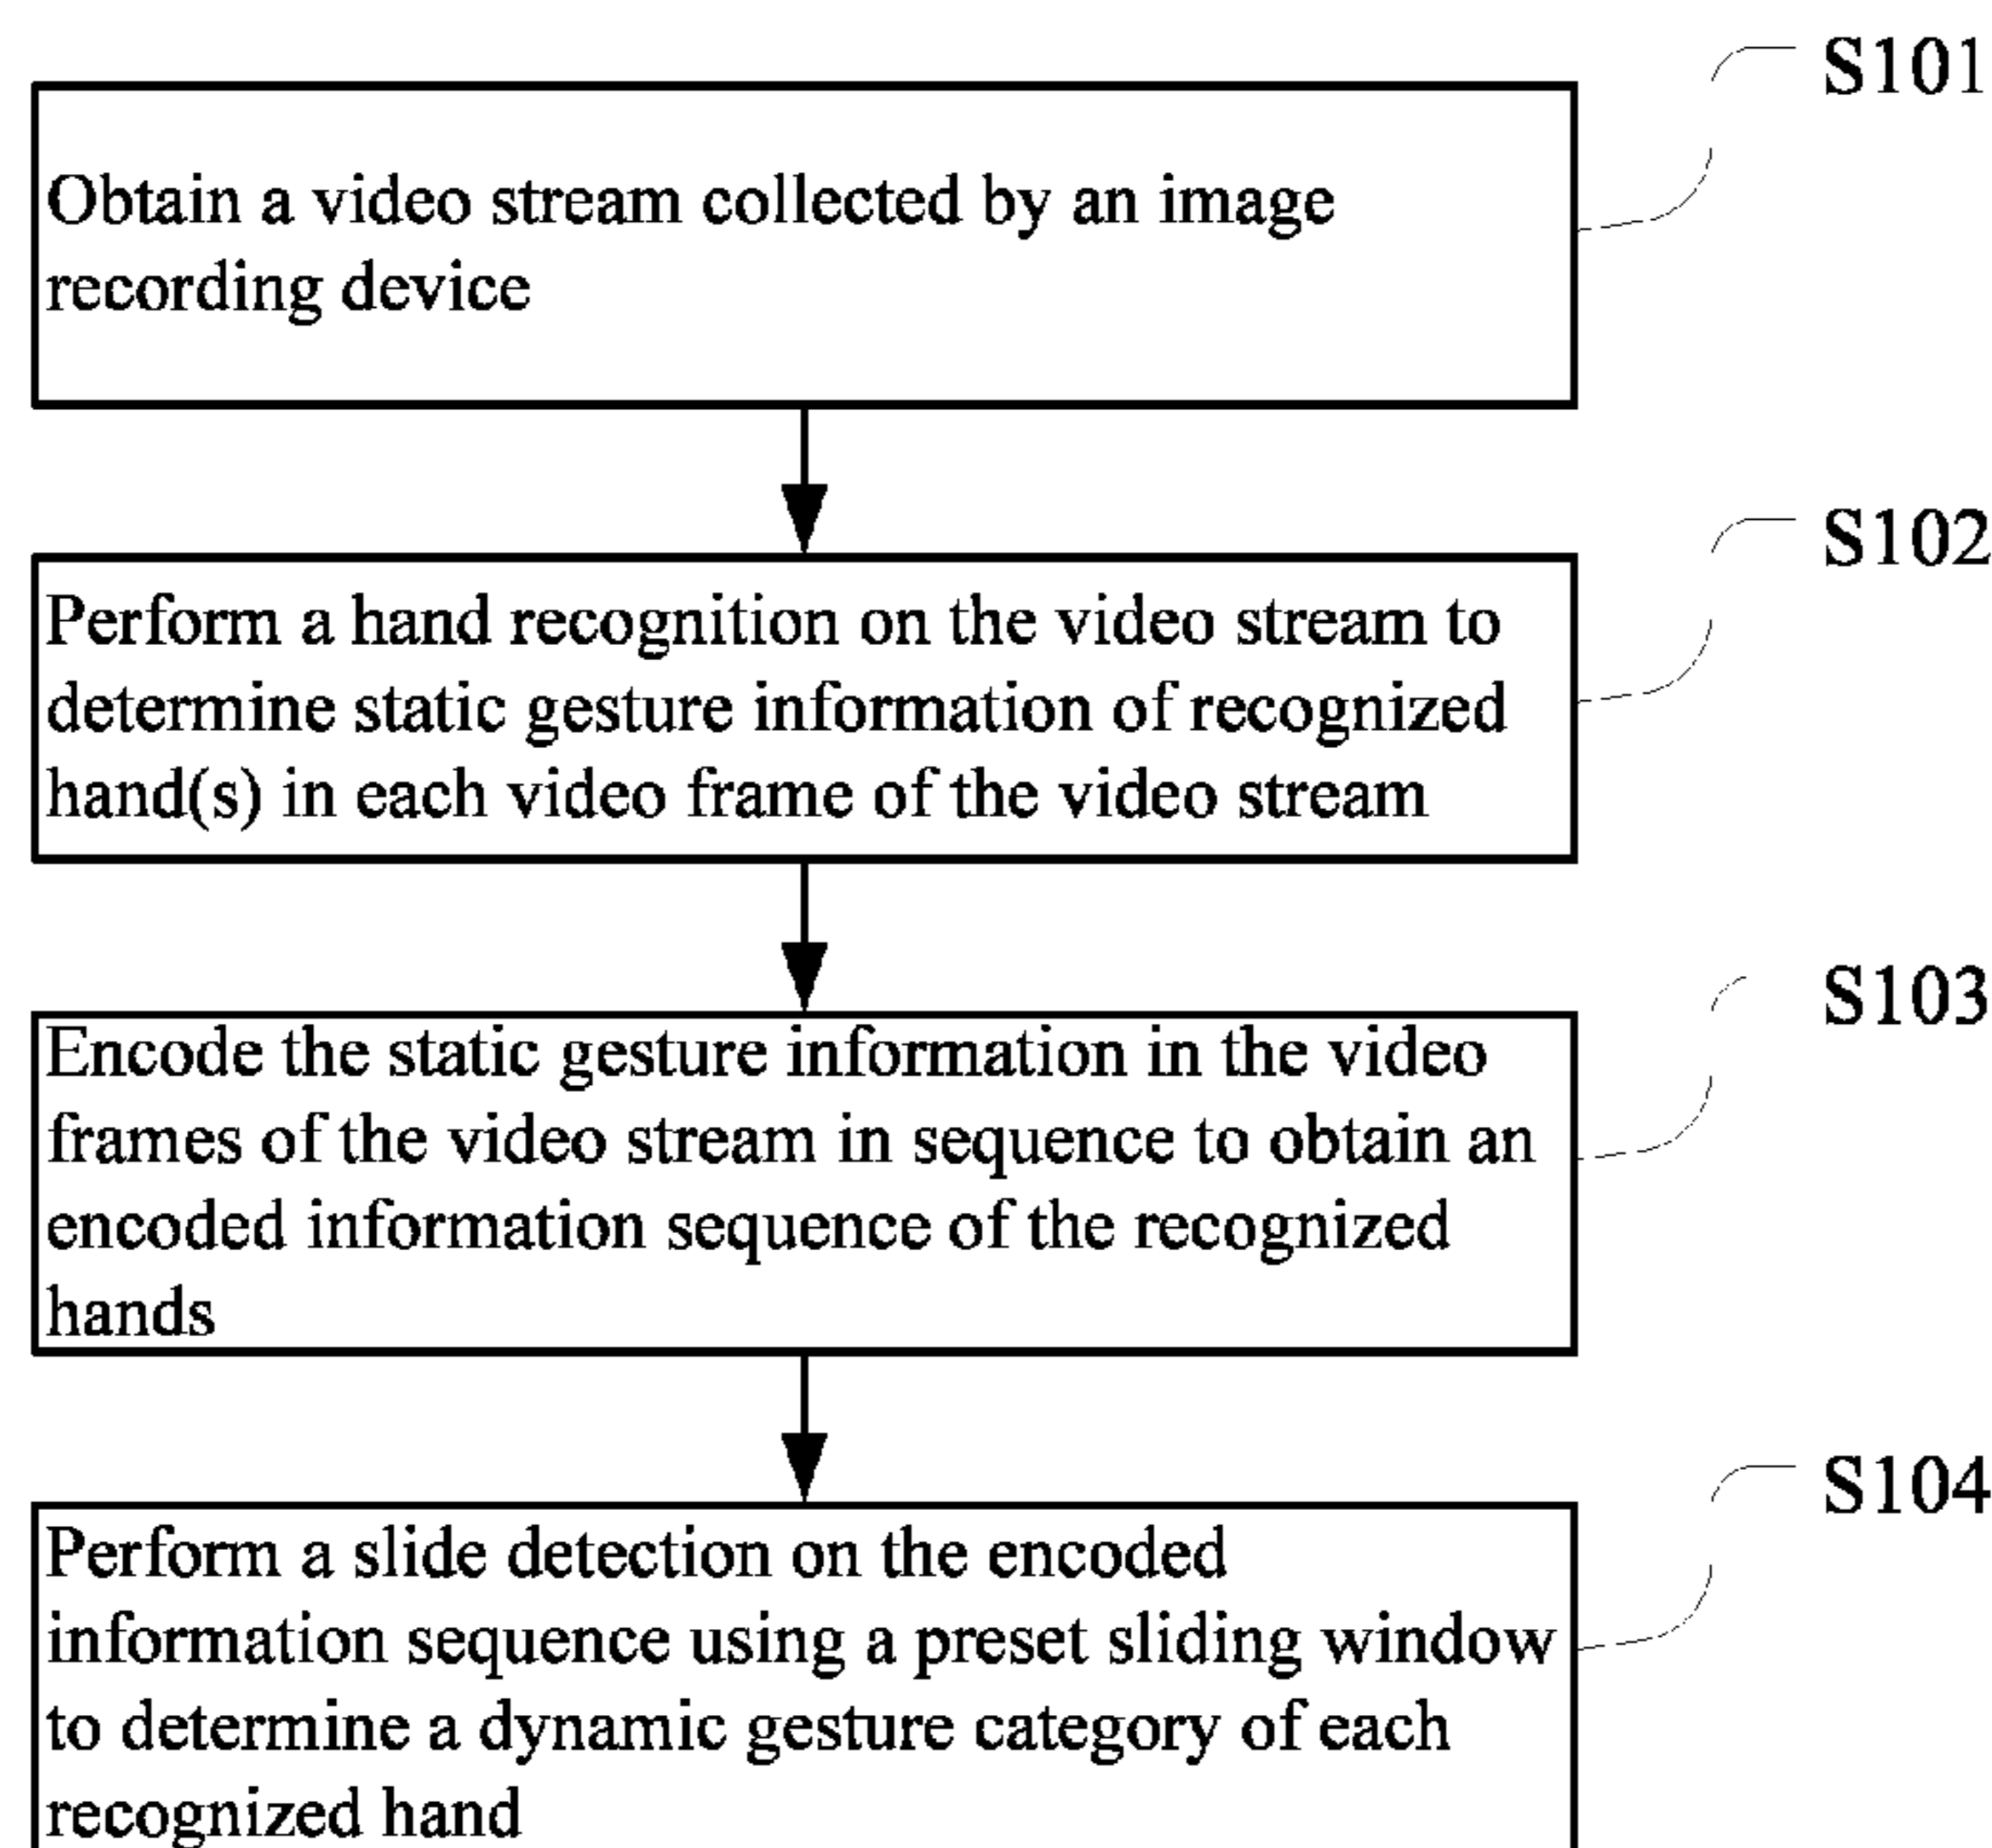 S101
Obtain a video stream collected by an image
recording device
S102
Perform a hand recognition on the video stream to
determine static gesture information of recognized
hand(s) in each video frame of the video stream
S103
Encode the static gesture information in the video
frames of the video stream in sequence to obtain an
encoded information sequence of the recognized
hands
S104
Perform a slide detection on the encoded
information sequence using a preset sliding window
to determine a dynamic gesture category of each
recognized hand